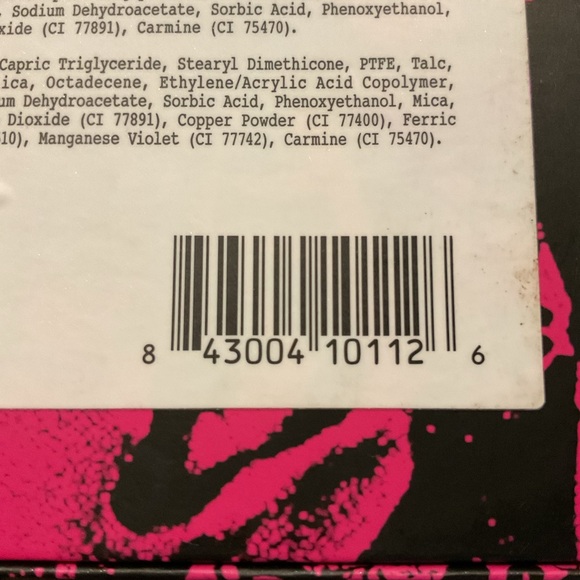 , Sodium Dehydroacetate, Sorbic Acid, Phenoxyethanol,
xide (CI 77891), Carmine (CI 75470).
Capric Triglyceride, Stearyl Dimethicone, PTFE, Talc,
ica, Octadecene, Ethylene/Acrylic Acid Copolymer,
um Dehydroacetate, Sorbic Acid, Phenoxyethanol, Mica,
Dioxide (CI 77891), Copper Powder (CI 77400), Ferric
10), Manganese Violet (CI 77742), Carmine (CI 75470).
8 43004 10112 6